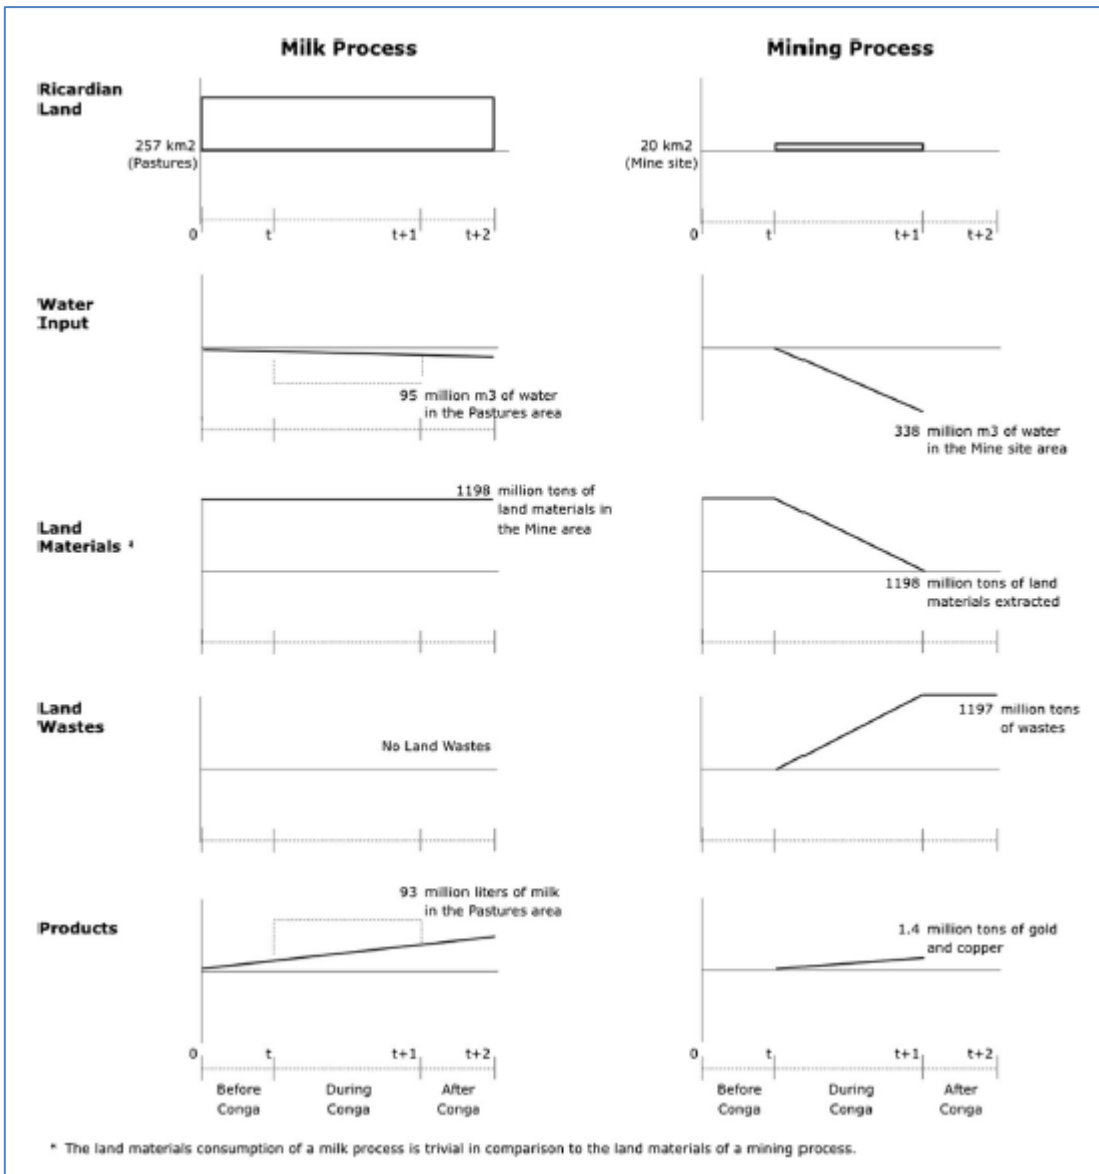 Milk Process
Mining Process
Ricardian
Land
257 km2
(Pastures)
0 t t+1 t+2
20 km2
(Mine site)
0 t t+1 t+2
Water
Input
95 million m3 of water
in the Pastures area
338 million m3 of water
in the Mine site area
Land
Materials *
1198 million tons of
land materials in
the Mine area
1198 million tons of land
materials extracted
Land
Wastes
No Land Wastes
1197 million tons
of wastes
Products
93 million liters of milk
in the Pastures area
1.4 million tons of gold
and copper
0 t t+1 t+2
Before
Conga
During
Conga
After
Conga
0 t t+1 t+2
Before
Conga
During
Conga
After
Conga
* The land materials consumption of a milk process is trivial in comparison to the land materials of a mining process.